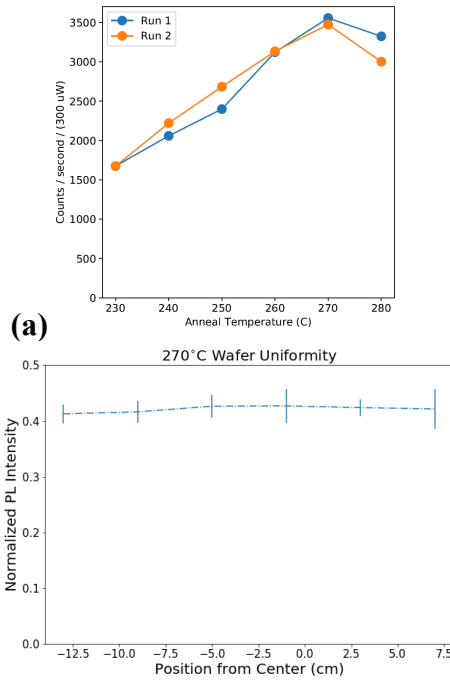 3500
3000
2500
2000
1500
1000
500
0
Counts / second / (300 uW)
Run 1
Run 2
230 240 250 260 270 280
Anneal Temperature (C)
(a)
270°C Wafer Uniformity
0.5
0.4
0.3
0.2
0.1
0.0
Normalized PL Intensity
−12.5 −10.0 −7.5 −5.0 −2.5 0.0 2.5 5.0 7.5
Position from Center (cm)